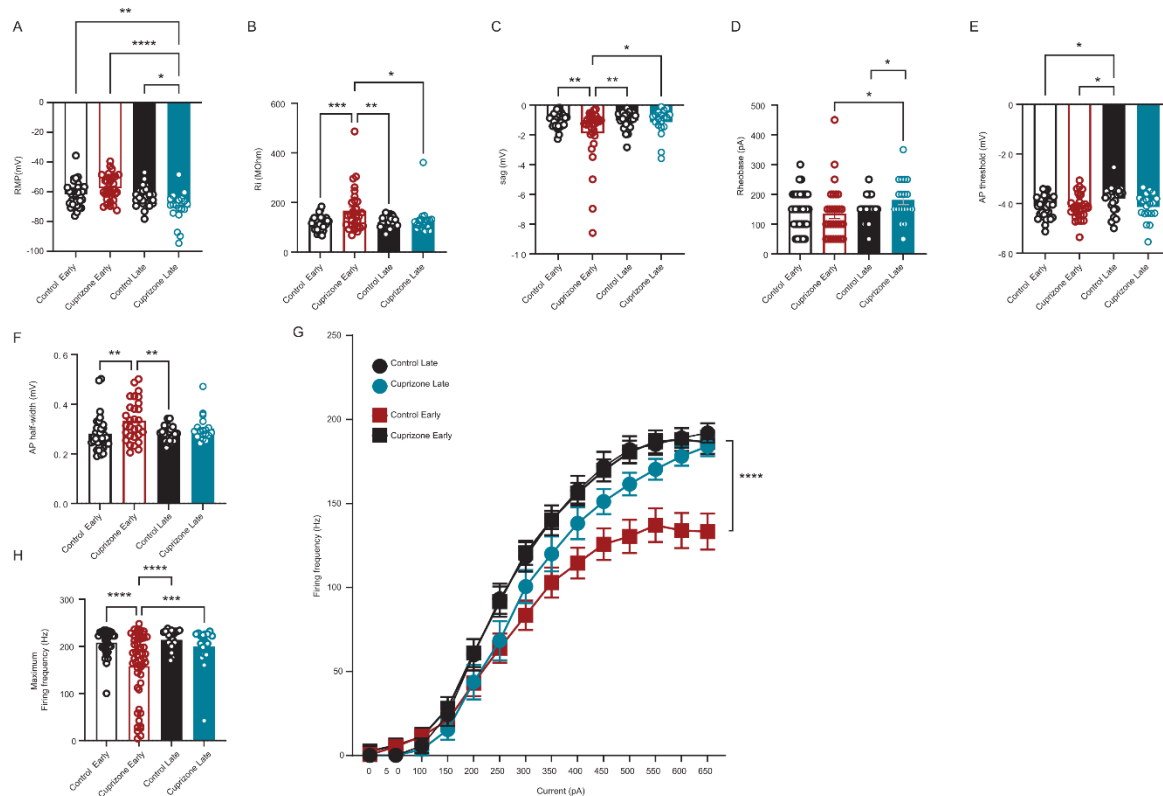 A
**
****
*
0
-20
-40
-60
-80
-100
RMP(mV)
Control Early
Cuprizone Early
Control Late
Cuprizone Late
B
*
***
**
600
400
200
0
Ri (MOhm)
Control Early
Cuprizone Early
Control Late
Cuprizone Late
C
*
**
**
0
-2
-4
-6
-8
-1 0
sag (mV)
Control Early
Cuprizone Early
Control Late
Cuprizone Late
D
*
*
500
400
300
200
100
0
Rheobase (pA)
Control Early
Cuprizone Early
Control Late
Cuprizone Late
E
*
*
0
-20
-40
-6 0
AP threshold (mV)
Control Early
Cuprizone Early
Control Late
Cuprizone Late
F
**
**
0. 6
0. 4
0. 2
0. 0
AP half-width (mV)
Control Early
Cuprizone Early
Control Late
Cuprizone Late
G
250
200
150
100
50
0
Firing frequency (Hz)
Control Late
Cuprizone Late
Control Early
Cuprizone Early
****
0 5 0 100 150 200 250 300 350 400 450 500 550 600 650
Current (pA)
H
****
****
***
300
200
100
0
Maximum
Firing frequency (Hz)
Control Early
Cuprizone Early
Control Late
Cuprizone Late